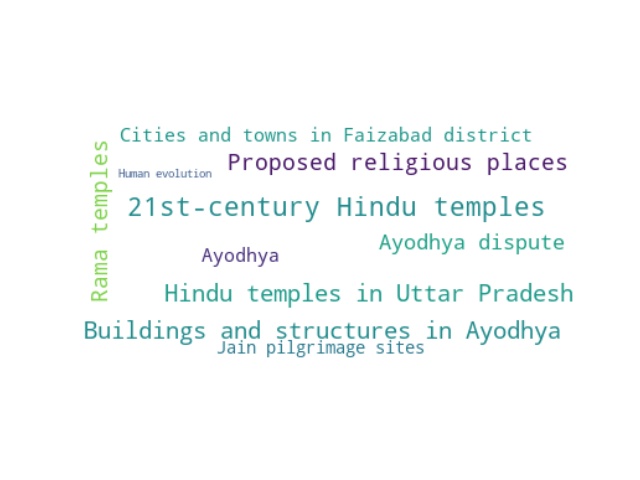 Cities and towns in Faizabad district
Proposed religious places
Human evolution
Rama temples
21st-century Hindu temples
Ayodhya dispute
Ayodhya
Hindu temples in Uttar Pradesh
Buildings and structures in Ayodhya
Jain pilgrimage sites